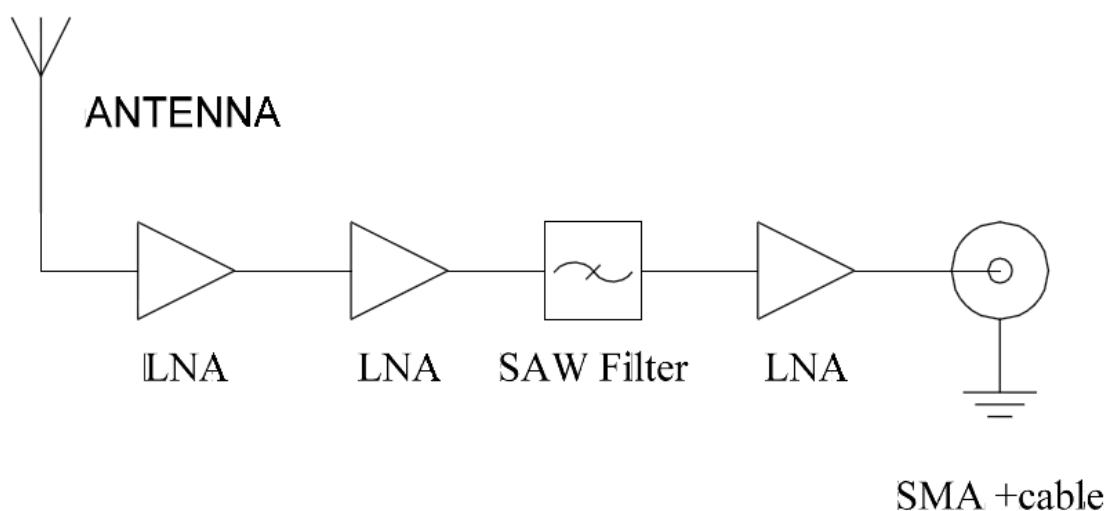 ANTENNA
LNA
LNA
SAW Filter
LNA
SMA +cable